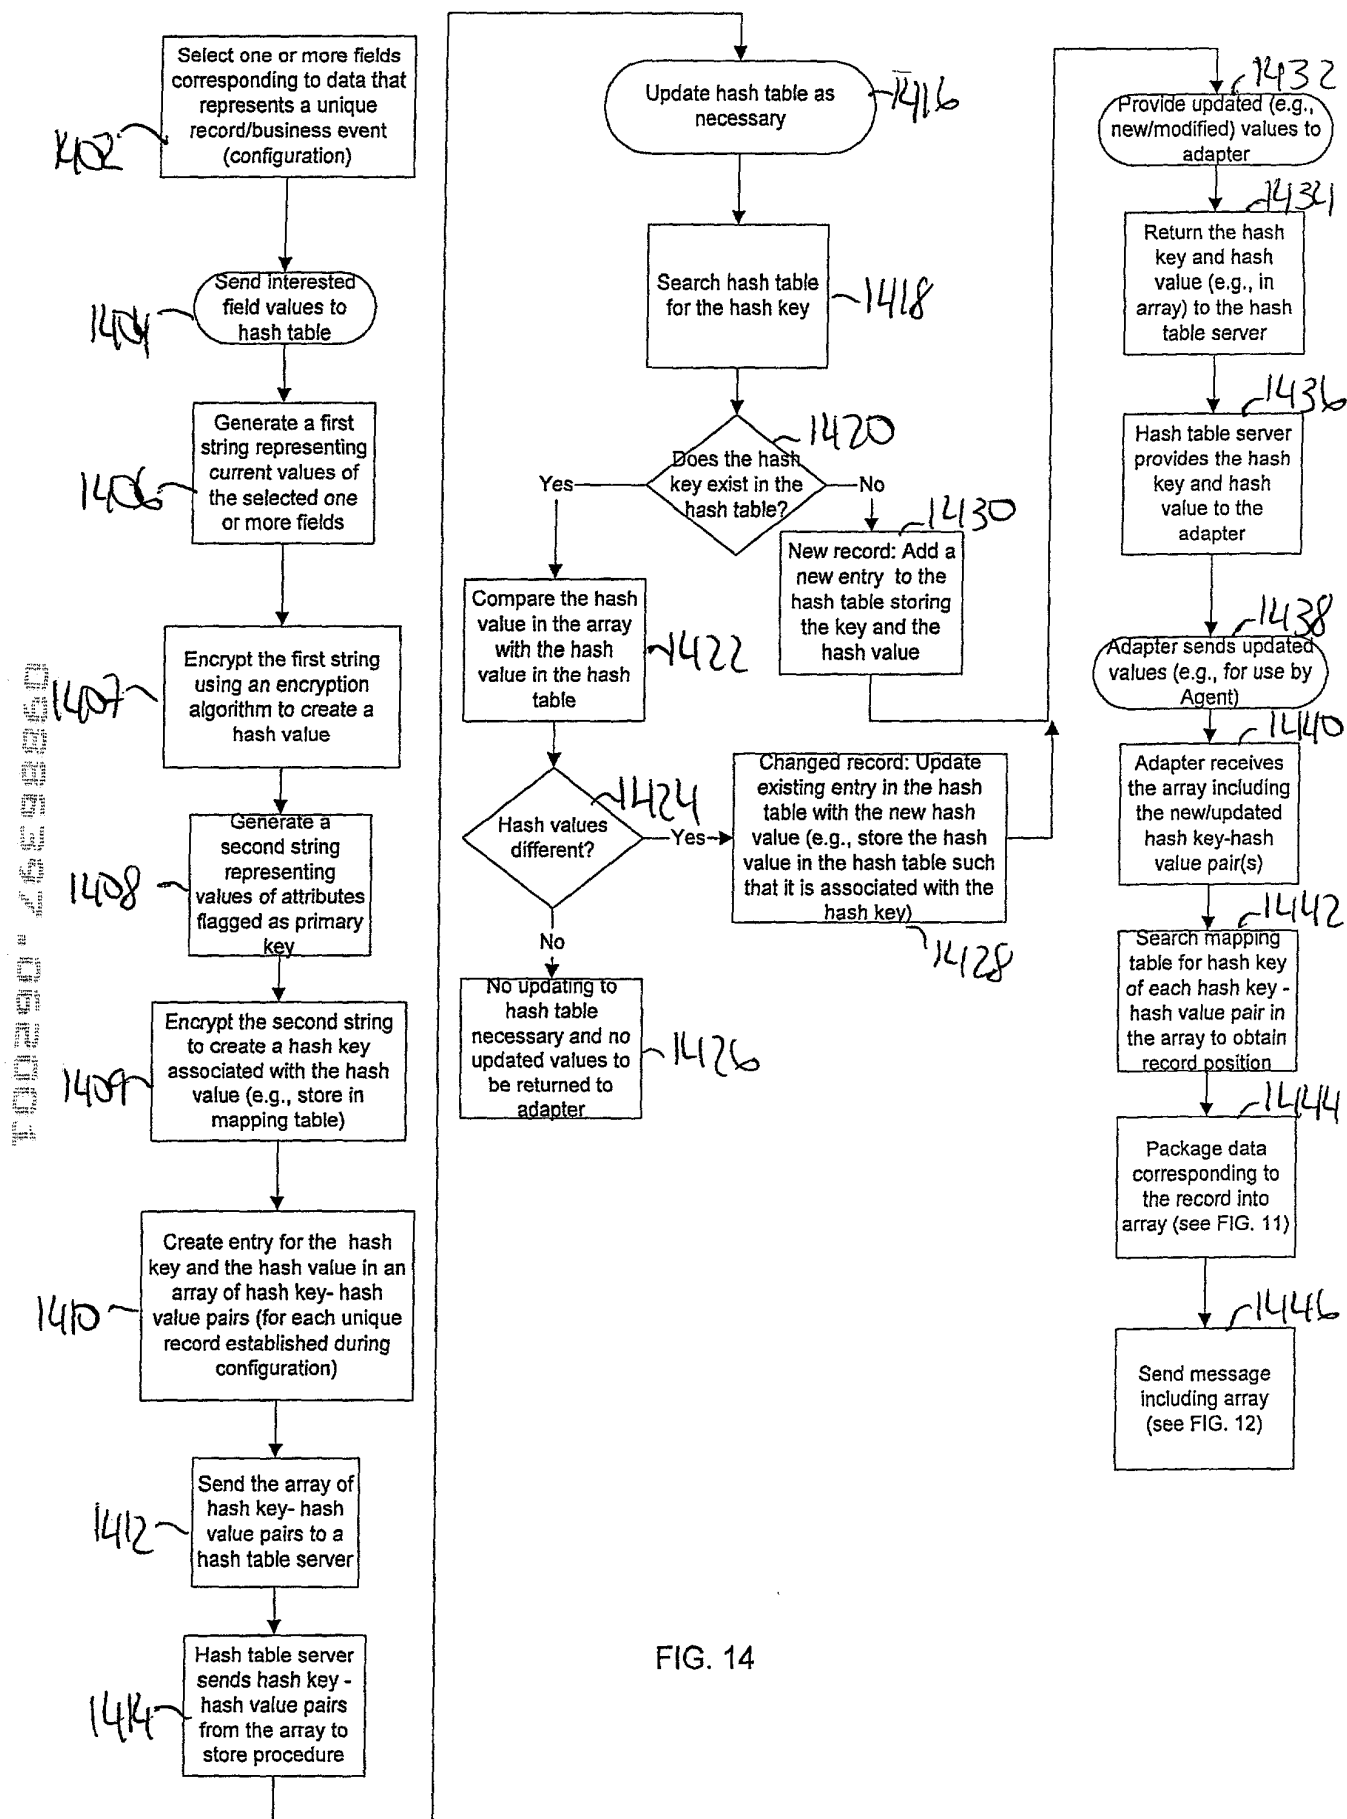 Select one or more fields
corresponding to data that
represents a unique
record/business event
(configuration)
1402
Send interested
field values to
hash table
1404
Generate a first
string representing
current values of
the selected one
or more fields
1406
Encrypt the first string
using an encryption
algorithm to create a
hash value
1407
Generate a
second string
representing
values of attributes
flagged as primary
key
1408
Encrypt the second string
to create a hash key
associated with the hash
value (e.g., store in
mapping table)
1409
Create entry for the hash
key and the hash value in an
array of hash key- hash
value pairs (for each unique
record established during
configuration)
1410
Send the array of
hash key- hash
value pairs to a
hash table server
1412
Hash table server
sends hash key -
hash value pairs
from the array to
store procedure
1414
Update hash table as
necessary
1416
Search hash table
for the hash key
1418
Does the hash
key exist in the
hash table?
1420
Yes
No
Compare the hash
value in the array
with the hash
value in the hash
table
1422
New record: Add a
new entry to the
hash table storing
the key and the
hash value
1430
Hash values
different?
1424
Yes
Changed record: Update
existing entry in the hash
table with the new hash
value (e.g., store the hash
value in the hash table such
that it is associated with the
hash key)
1428
No
No updating to
hash table
necessary and no
updated values to
be returned to
adapter
1426
Provide updated (e.g.,
new/modified) values to
adapter
1432
Return the hash
key and hash
value (e.g., in
array) to the hash
table server
1434
Hash table server
provides the hash
key and hash
value to the
adapter
1436
Adapter sends updated
values (e.g., for use by
Agent)
1438
Adapter receives
the array including
the new/updated
hash key-hash
value pair(s)
1440
Search mapping
table for hash key
of each hash key -
hash value pair in
the array to obtain
record position
1442
Package data
corresponding to
the record into
array (see FIG. 11)
1444
Send message
including array
(see FIG. 12)
1446
FIG. 14